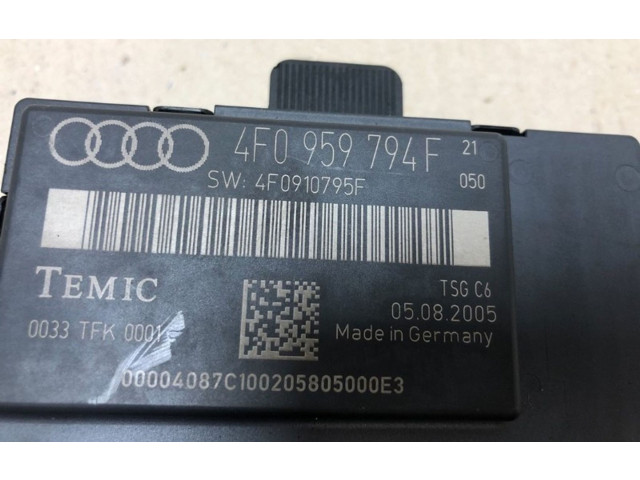 4F0 959 794F 21
SW: 4F0910795F 050
TEMIC
TSG C6
05.08.2005
0033 TFK 0001
Made in Germany
00004087C100205805000E3